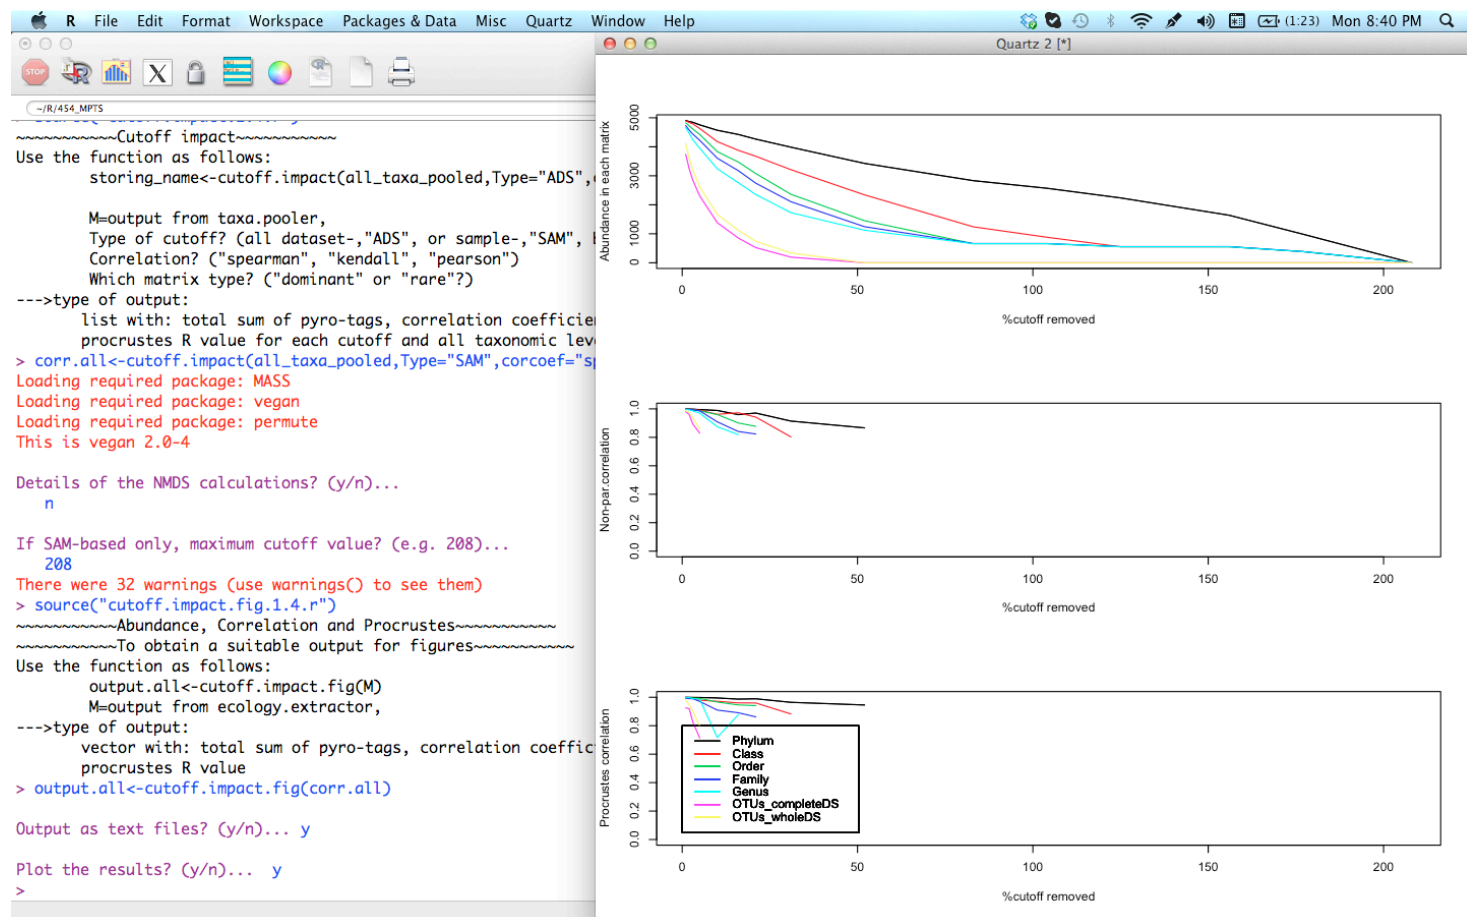 R File Edit Format Workspace Packages & Data Misc Quartz Window Help (1:23) Mon 8:40 PM
Quartz 2 [*]
STOP
~/R/454_MPTS
~~~~~~~~~~~Cutoff impact~~~~~~~~~~~
Use the function as follows:
storing_name<-cutoff.impact(all_taxa_pooled,Type="ADS",
M=output from taxa.pooler,
Type of cutoff? (all dataset-,"ADS", or sample-,"SAM",
Correlation? ("spearman", "kendall", "pearson")
Which matrix type? ("dominant" or "rare"?)
--->type of output:
list with: total sum of pyro-tags, correlation coefficie
procrustes R value for each cutoff and all taxonomic lev
> corr.all<-cutoff.impact(all_taxa_pooled,Type="SAM",corcoef="sp
Loading required package: MASS
Loading required package: vegan
Loading required package: permute
This is vegan 2.0-4
Details of the NMDS calculations? (y/n)...
n
If SAM-based only, maximum cutoff value? (e.g. 208)...
208
There were 32 warnings (use warnings() to see them)
> source("cutoff.impact.fig.1.4.r")
~~~~~~~~~~~Abundance, Correlation and Procrustes~~~~~~~~~~~
~~~~~~~~~~~To obtain a suitable output for figures~~~~~~~~~~~
Use the function as follows:
output.all<-cutoff.impact.fig(M)
M=output from ecology.extractor,
--->type of output:
vector with: total sum of pyro-tags, correlation coeffic
procrustes R value
> output.all<-cutoff.impact.fig(corr.all)
Output as text files? (y/n)... y
Plot the results? (y/n)... y
>
Abundance in each matrix
5000
3000
1000
0
0 50 100 150 200
%cutoff removed
Non-par.correlation
1.0
0.8
0.6
0.4
0.2
0.0
0 50 100 150 200
%cutoff removed
Procrustes correlation
1.0
0.8
0.6
0.4
0.2
0.0
Phylum
Class
Order
Family
Genus
OTUs_completeDS
OTUs_wholeDS
0 50 100 150 200
%cutoff removed